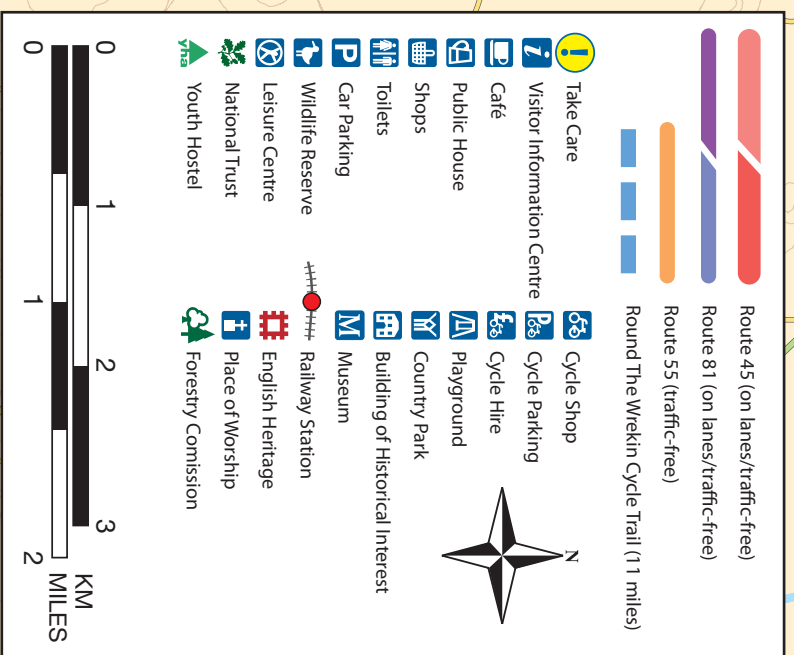 Route 45 (on lanes/traffic-free)
Route 81 (on lanes/traffic-free)
Route 55 (traffic-free)
Round The Wrekin Cycle Trail (11 miles)
Take Care
Visitor Information Centre
Café
Public House
Shops
Toilets
Car Parking
Wildlife Reserve
Leisure Centre
National Trust
yha Youth Hostel
Cycle Shop
Cycle Parking
Cycle Hire
Playground
Country Park
Building of Historical Interest
Museum
Railway Station
English Heritage
Place of Worship
Forestry Comission
N
0 1 2 3 KM
0 1 2 MILES